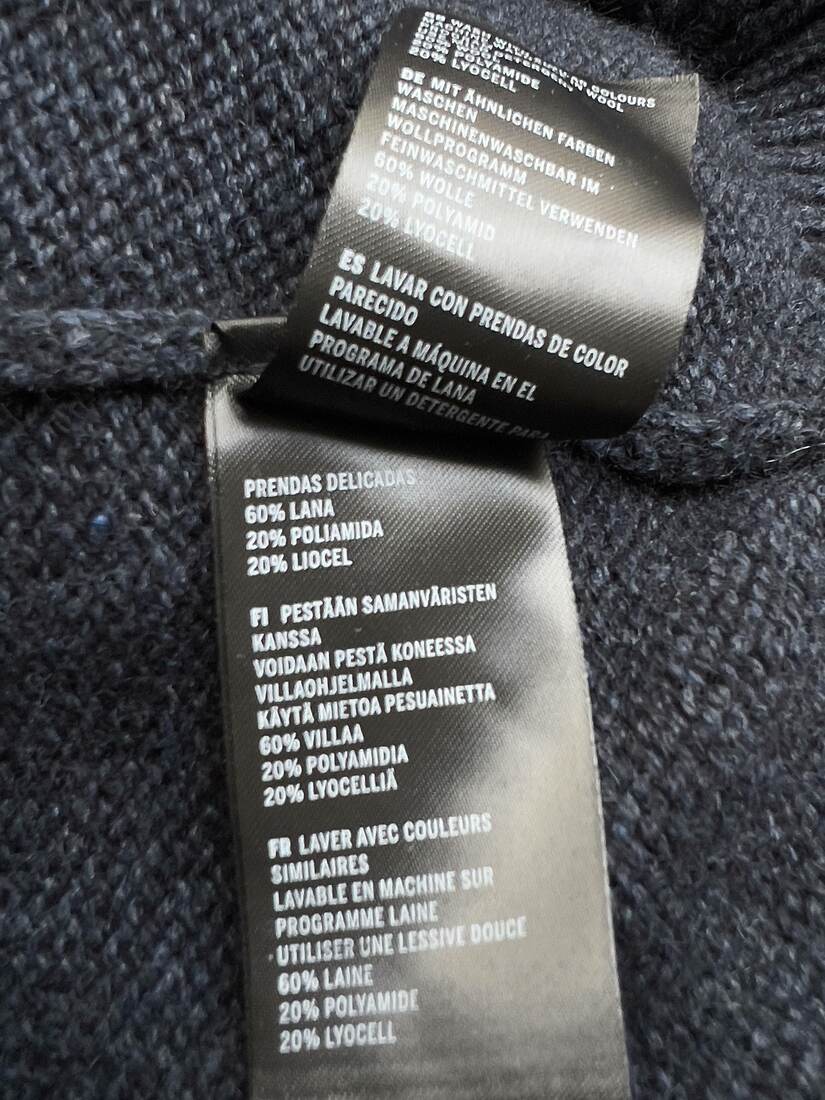 20% POLYAMIDE
20% LYOCELL
DE MIT ÄHNLICHEN FARBEN
WASCHEN
MASCHINENWASCHBAR IM
WOLLPROGRAMM
FEINWASCHMITTEL VERWENDEN
60% WOLLE
20% POLYAMID
20% LYOCELL
ES LAVAR CON PRENDAS DE COLOR
PARECIDO
LAVABLE A MÁQUINA EN EL
PROGRAMA DE LANA
UTILIZAR UN DETERGENTE PARA
PRENDAS DELICADAS
60% LANA
20% POLIAMIDA
20% LIOCEL
FI PESTÄÄN SAMANVÄRISTEN
KANSSA
VOIDAAN PESTÄ KONEESSA
VILLAOHJELMALLA
KÄYTÄ MIETOA PESUAINETTA
60% VILLAA
20% POLYAMIDIA
20% LYOCELLIÄ
FR LAVER AVEC COULEURS
SIMILAIRES
LAVABLE EN MACHINE SUR
PROGRAMME LAINE
UTILISER UNE LESSIVE DOUCE
60% LAINE
20% POLYAMIDE
20% LYOCELL